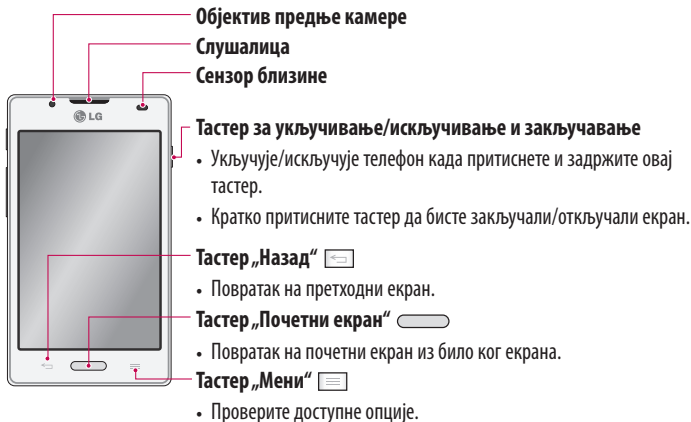 Објектив предње камере
Слушалица
Сензор близине
LG
Тастер за укључивање/искључивање и закључавање
• Укључује/искључује телефон када притиснете и задржите овај
тастер.
• Кратко притисните тастер да бисте закључали/откључали екран.
Тастер „Назад“
• Повратак на претходни екран.
Тастер „Почетни екран“
• Повратак на почетни екран из било ког екрана.
Тастер „Мени“
• Проверите доступне опције.